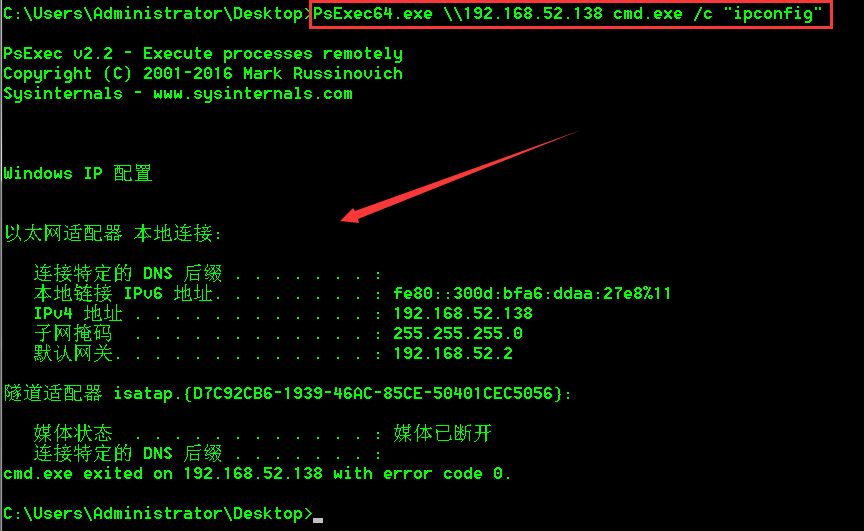 C:\Users\Administrator\Desktop>PsExec64.exe \\192.168.52.138 cmd.exe /c "ipconfig"
PsExec v2.2 - Execute processes remotely
Copyright (C) 2001-2016 Mark Russinovich
Sysinternals - www.sysinternals.com
Windows IP 配置
以太网适配器 本地连接:
   连接特定的 DNS 后缀 . . . . . . . :
   本地链接 IPv6 地址. . . . . . . . : fe80::300d:bfa6:ddaa:27e8%11
   IPv4 地址 . . . . . . . . . . . . : 192.168.52.138
   子网掩码  . . . . . . . . . . . . : 255.255.255.0
   默认网关. . . . . . . . . . . . . : 192.168.52.2
隧道适配器 isatap.{D7C92CB6-1939-46AC-85CE-50401CEC5056}:
   媒体状态  . . . . . . . . . . . . : 媒体已断开
   连接特定的 DNS 后缀 . . . . . . . :
cmd.exe exited on 192.168.52.138 with error code 0.
C:\Users\Administrator\Desktop>